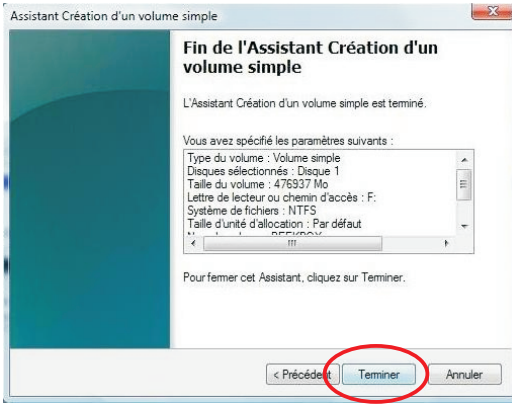 Assistant Création d'un volume simple
Fin de l'Assistant Création d'un
volume simple
L'Assistant Création d'un volume simple est terminé.
Vous avez spécifié les paramètres suivants :
Type du volume : Volume simple
Disques sélectionnés : Disque 1
Taille du volume : 476937 Mo
Lettre de lecteur ou chemin d'accès : F:
Système de fichiers : NTFS
Taille d'unité d'allocation : Par défaut
Pour fermer cet Assistant, cliquez sur Terminer.
< Précédent
Terminer
Annuler